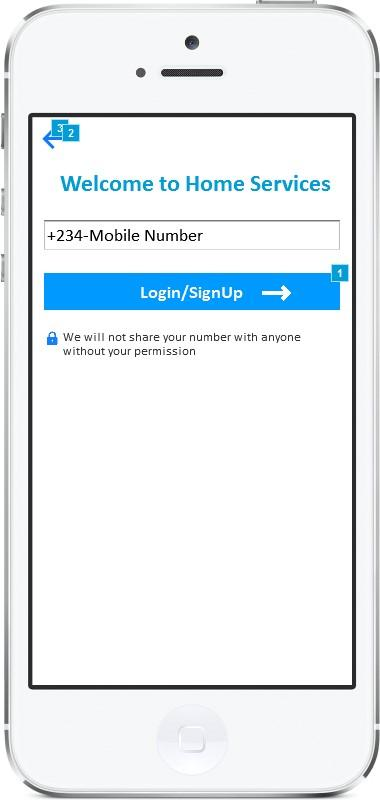 3 2
Welcome to Home Services
+234-Mobile Number
1
Login/SignUp
We will not share your number with anyone
without your permission